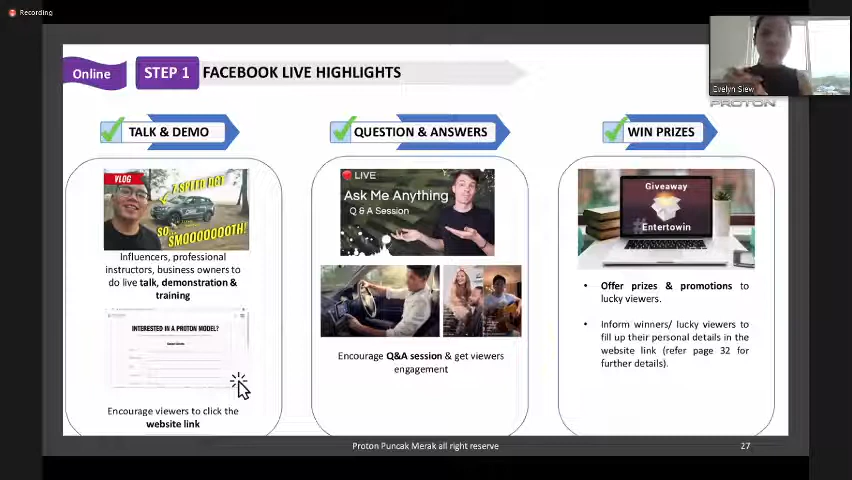 Recording
Evelyn Siew
PROTON
Online
STEP 1
FACEBOOK LIVE HIGHLIGHTS
TALK & DEMO
VLOG
7 SPEED DCT
SO..
SMOOOOOOOTH!
Influencers, professional
instructors, business owners to
do live talk, demonstration &
training
INTERESTED IN A PROTON MODEL?
Encourage viewers to click the
website link
QUESTION & ANSWERS
LIVE
Ask Me Anything
Q & A Session
Encourage Q&A session & get viewers
engagement
WIN PRIZES
Giveaway
#
Entertowin
• Offer prizes & promotions to
lucky viewers.
• Inform winners/ lucky viewers to
fill up their personal details in the
website link (refer page 32 for
further details).
Proton Puncak Merak all right reserve
27